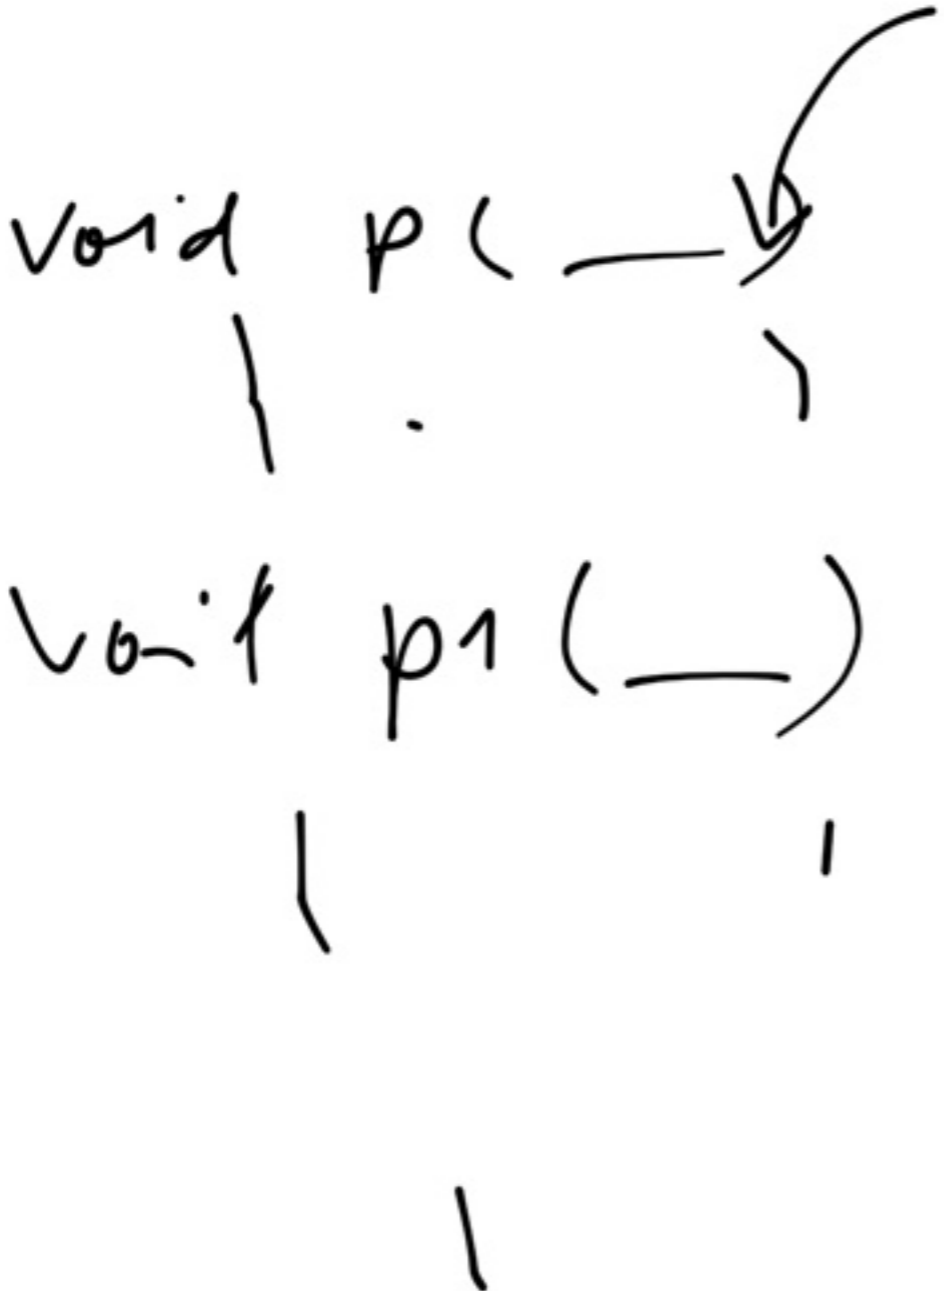 void p( __ )
void p1 ( __ )